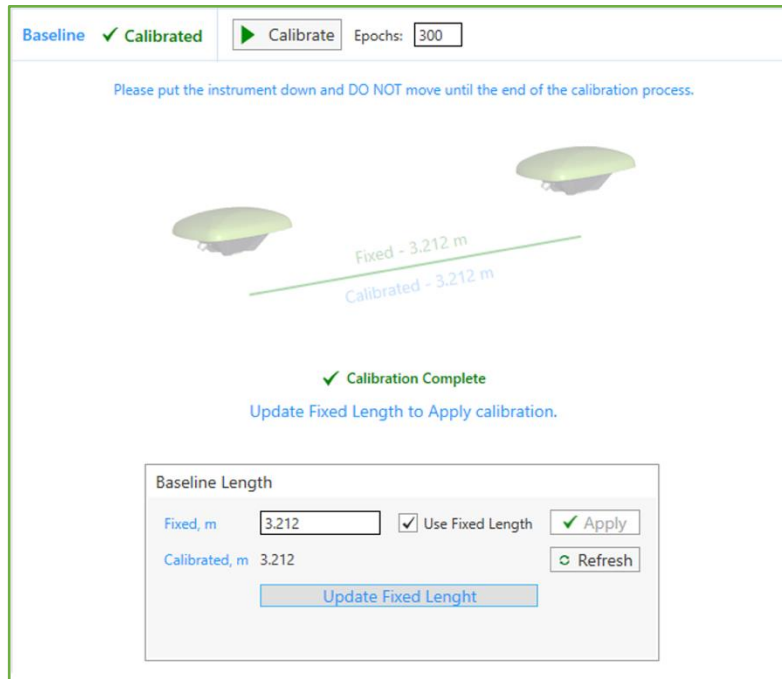 Baseline ✓ Calibrated Calibrate Epochs: 300
Please put the instrument down and DO NOT move until the end of the calibration process.
Fixed - 3.212 m
Calibrated - 3.212 m
✓ Calibration Complete
Update Fixed Length to Apply calibration.
Baseline Length
Fixed, m 3.212 ✓ Use Fixed Length ✓ Apply
Calibrated, m 3.212 Refresh
Update Fixed Lenght